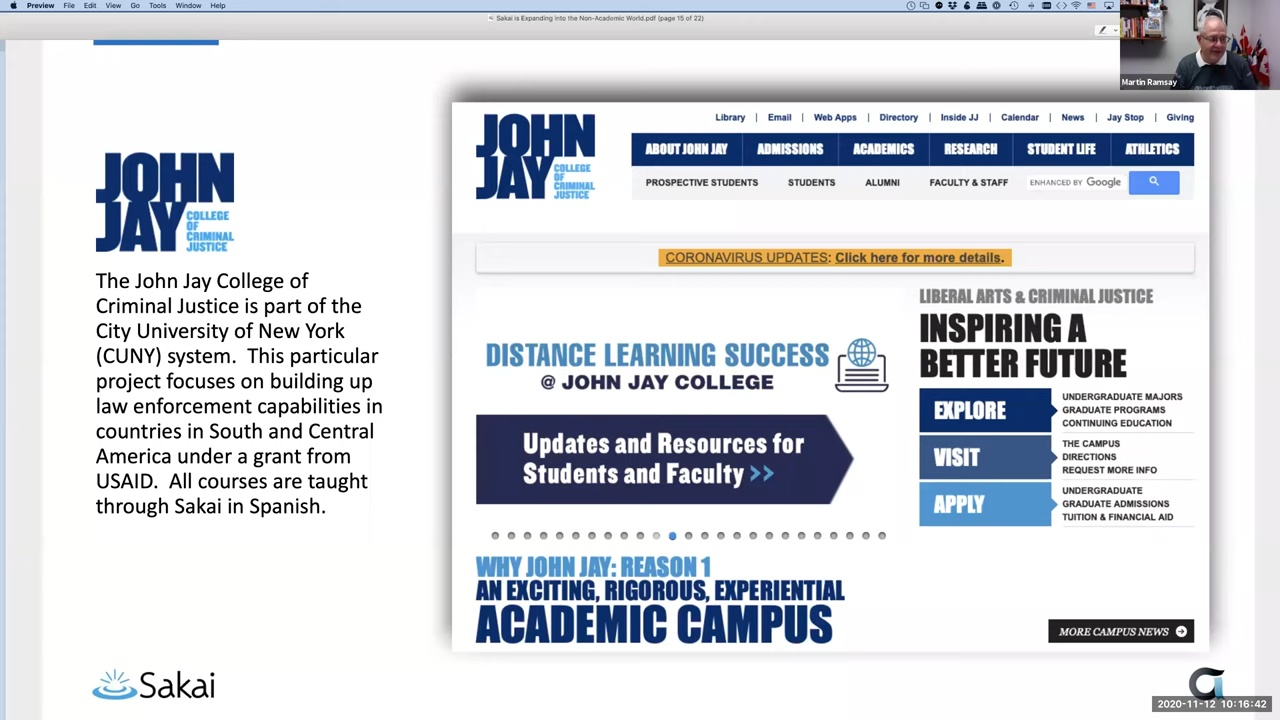 Preview File Edit View Go Tools Window Help
Sakai is Expanding into the Non-Academic World.pdf (page 15 of 22)
Martin Ramsay
JOHN
JAY
COLLEGE
OF
CRIMINAL
JUSTICE
The John Jay College of
Criminal Justice is part of the
City University of New York
(CUNY) system. This particular
project focuses on building up
law enforcement capabilities in
countries in South and Central
America under a grant from
USAID. All courses are taught
through Sakai in Spanish.
JOHN
JAY
COLLEGE
OF
CRIMINAL
JUSTICE
Library | Email | Web Apps | Directory | Inside JJ | Calendar | News | Jay Stop | Giving
ABOUT JOHN JAY ADMISSIONS ACADEMICS RESEARCH STUDENT LIFE ATHLETICS
PROSPECTIVE STUDENTS STUDENTS ALUMNI FACULTY & STAFF ENHANCED BY Google
CORONAVIRUS UPDATES: Click here for more details.
DISTANCE LEARNING SUCCESS
@ JOHN JAY COLLEGE
Updates and Resources for
Students and Faculty >>
LIBERAL ARTS & CRIMINAL JUSTICE
INSPIRING A
BETTER FUTURE
EXPLORE
UNDERGRADUATE MAJORS
GRADUATE PROGRAMS
CONTINUING EDUCATION
VISIT
THE CAMPUS
DIRECTIONS
REQUEST MORE INFO
APPLY
UNDERGRADUATE
GRADUATE ADMISSIONS
TUITION & FINANCIAL AID
WHY JOHN JAY: REASON 1
AN EXCITING, RIGOROUS, EXPERIENTIAL
ACADEMIC CAMPUS
MORE CAMPUS NEWS
Sakai
2020-11-12 10:16:42